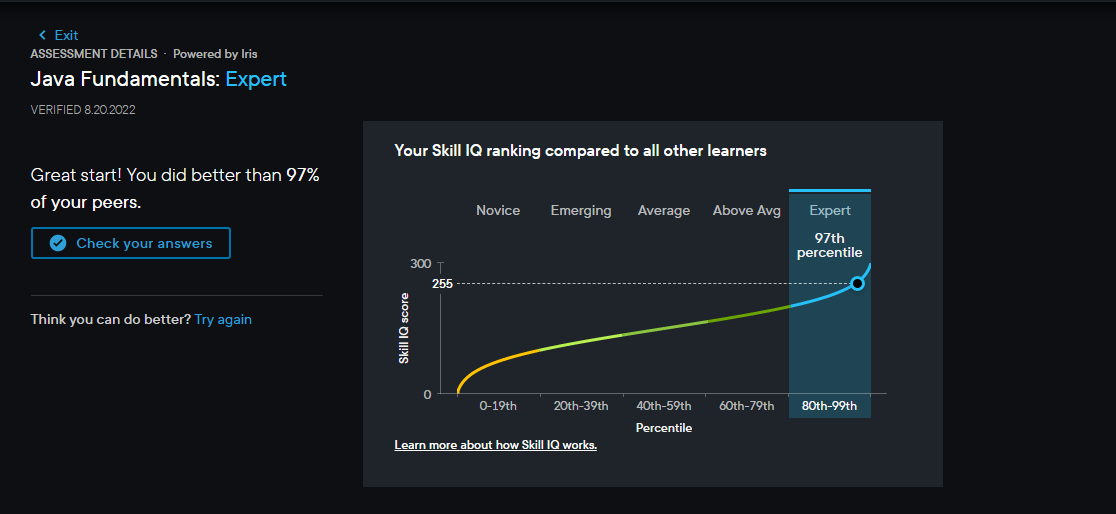 Exit
ASSESSMENT DETAILS · Powered by Iris
Java Fundamentals: Expert
VERIFIED 8.20.2022
Great start! You did better than 97%
of your peers.
Check your answers
Think you can do better? Try again
Your Skill IQ ranking compared to all other learners
Novice Emerging Average Above Avg Expert
97th
percentile
300
255
Skill IQ score
0
0-19th 20th-39th 40th-59th 60th-79th 80th-99th
Percentile
Learn more about how Skill IQ works.